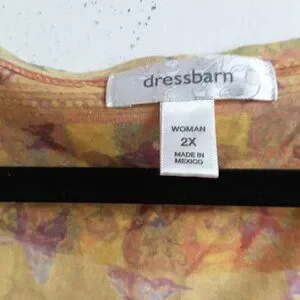 dressbarn
WOMAN
2X
MADE IN
MEXICO